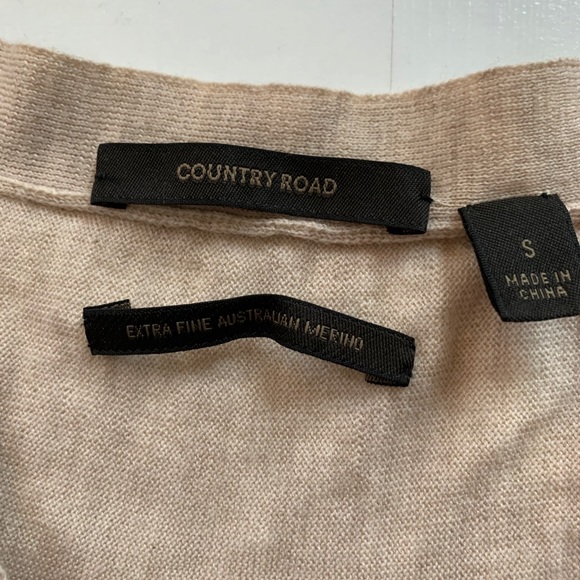 COUNTRY ROAD
S
MADE IN
CHINA
EXTRA FINE AUSTRALIAN MERINO